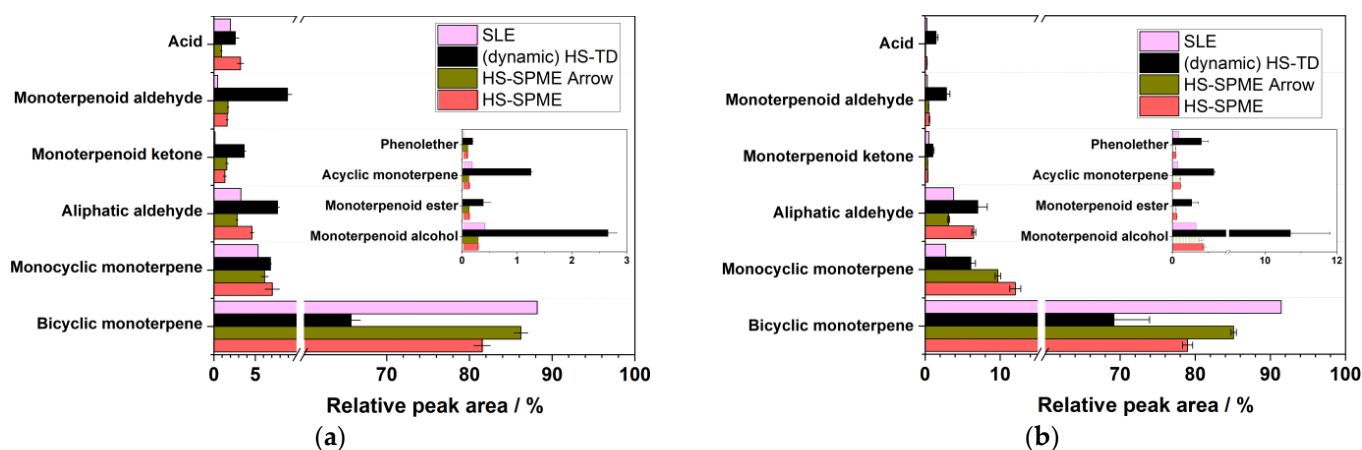 SLE
(dynamic) HS-TD
HS-SPME Arrow
HS-SPME
Acid
Monoterpenoid aldehyde
Monoterpenoid ketone
Aliphatic aldehyde
Monocyclic monoterpene
Bicyclic monoterpene
Phenolether
Acyclic monoterpene
Monoterpenoid ester
Monoterpenoid alcohol
0 1 2 3
0 5 70 80 90 100
Relative peak area / %
(a)
SLE
(dynamic) HS-TD
HS-SPME Arrow
HS-SPME
Acid
Monoterpenoid aldehyde
Monoterpenoid ketone
Aliphatic aldehyde
Monocyclic monoterpene
Bicyclic monoterpene
Phenolether
Acyclic monoterpene
Monoterpenoid ester
Monoterpenoid alcohol
0 10 12
0 10 70 80 90 100
Relative peak area / %
(b)